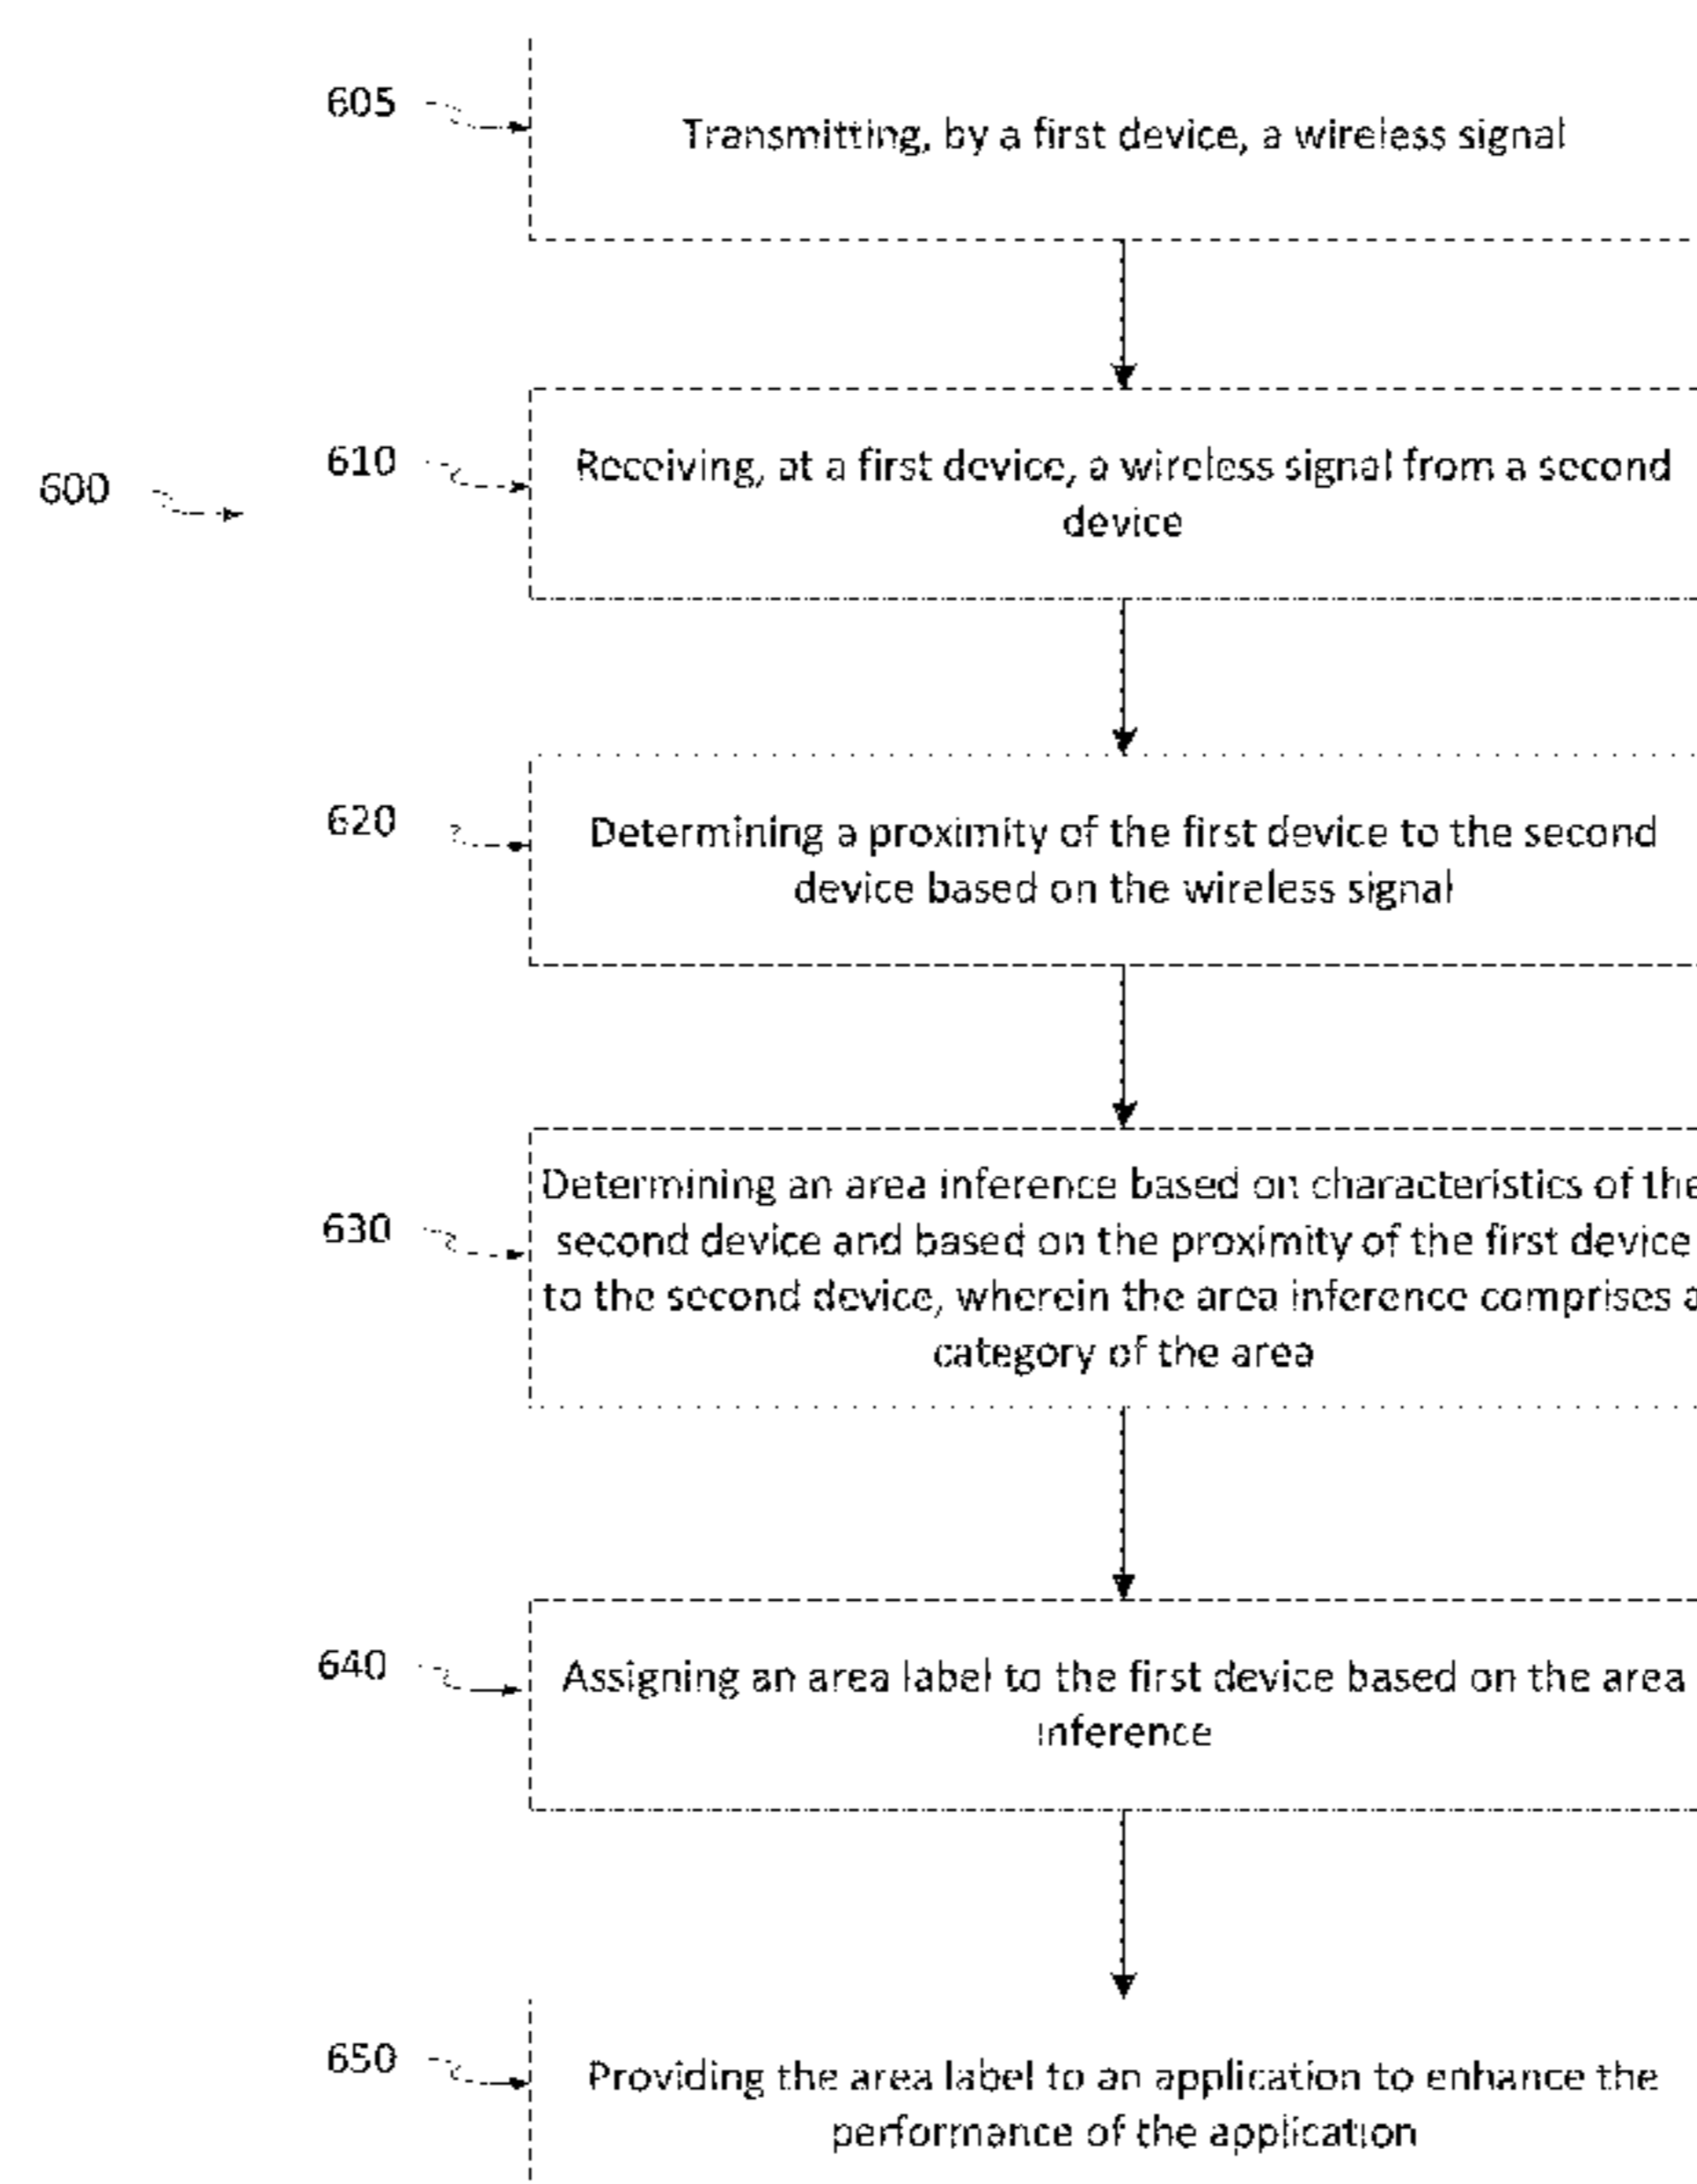 605
Transmitting, by a first device, a wireless signal
600
610
Receiving, at a first device, a wireless signal from a second
device
620
Determining a proximity of the first device to the second
device based on the wireless signal
630
Determining an area inference based on characteristics of the
second device and based on the proximity of the first device
to the second device, wherein the area inference comprises a
category of the area
640
Assigning an area label to the first device based on the area
inference
650
Providing the area label to an application to enhance the
performance of the application